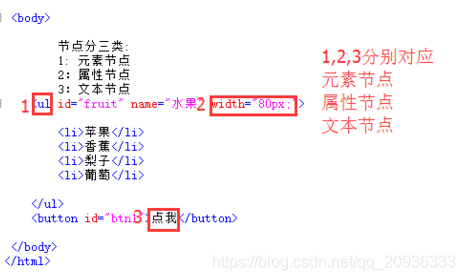 <body>
节点分三类:
1: 元素节点
2: 属性节点
3: 文本节点
1 <ul id="fruit" name="水果" 2 width="80px;">
<li>苹果</li>
<li>香蕉</li>
<li>梨子</li>
<li>葡萄</li>
</ul>
<button id="btn1">3 点我</button>
</body>
</html>
1,2,3分别对应
元素节点
属性节点
文本节点
https://blog.csdn.net/qq_20936333